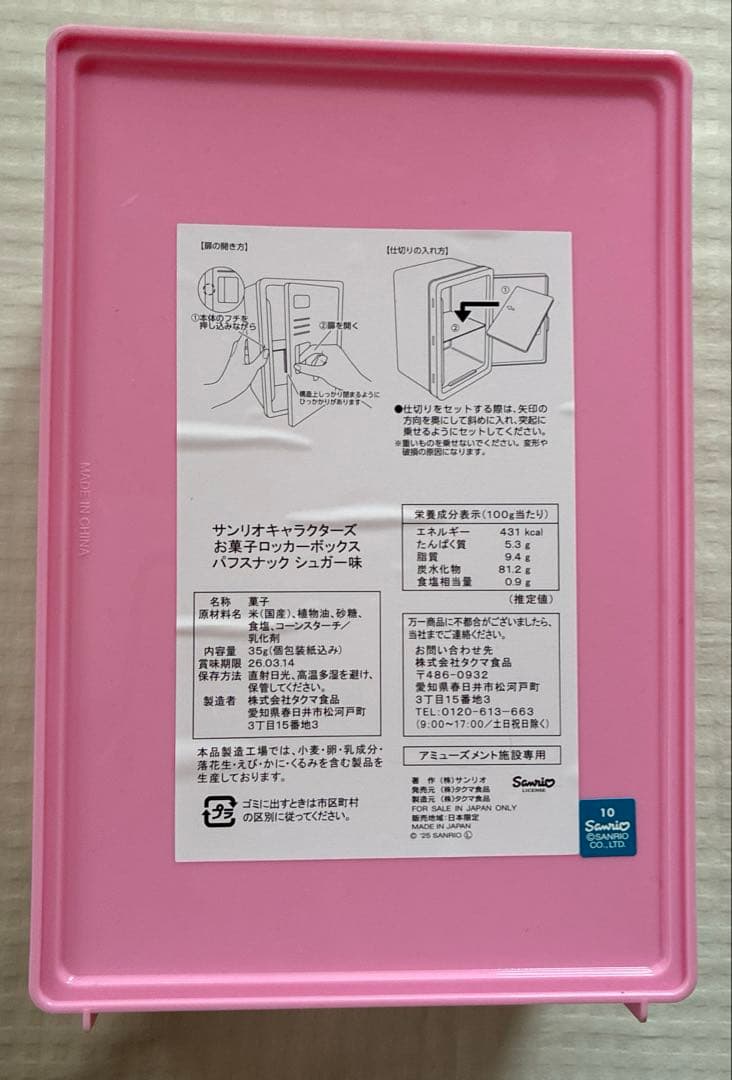 【扉の開き方】
①本体のフチを
押し込みながら
②扉を開く
構造上しっかり閉まるように
ひっかかりがあります
【仕切りの入れ方】
①
②
●仕切りをセットする際は、矢印の
方向を奥にして斜めに入れ、突起に
乗せるようにセットしてください。
※重いものを乗せないでください。変形や
破損の原因になります。
MADE IN CHINA
サンリオキャラクターズ
お菓子ロッカーボックス
パフスナック シュガー味
名称 菓子
原材料名 米(国産)、植物油、砂糖、
食塩、コーンスターチ/
乳化剤
内容量 35g(個包装紙込み)
賞味期限 26.03.14
保存方法 直射日光、高温多湿を避け、
保管してください。
製造者 株式会社タクマ食品
愛知県春日井市松河戸町
3丁目15番地3
本品製造工場では、小麦・卵・乳成分・
落花生・えび・かに・くるみを含む製品を
生産しております。
プラ
ゴミに出すときは市区町村
の区別に従ってください。
栄養成分表示(100g当たり)
エネルギー 431 kcal
たんぱく質 5.3 g
脂質 9.4 g
炭水化物 81.2 g
食塩相当量 0.9 g
(推定値)
万一商品に不都合がございましたら、
当社までご連絡ください。
お問い合わせ先
株式会社タクマ食品
〒486-0932
愛知県春日井市松河戸町
3丁目15番地3
TEL:0120-613-663
(9:00~17:00/土日祝日除く)
アミューズメント施設専用
著 作 (株)サンリオ
発売元 (株)タクマ食品
製造元 (株)タクマ食品
FOR SALE IN JAPAN ONLY
販売地域:日本限定
MADE IN JAPAN
© '25 SANRIO Ⓛ
Sanrio
LICENSE
10
Sanrio
©SANRIO
CO., LTD.